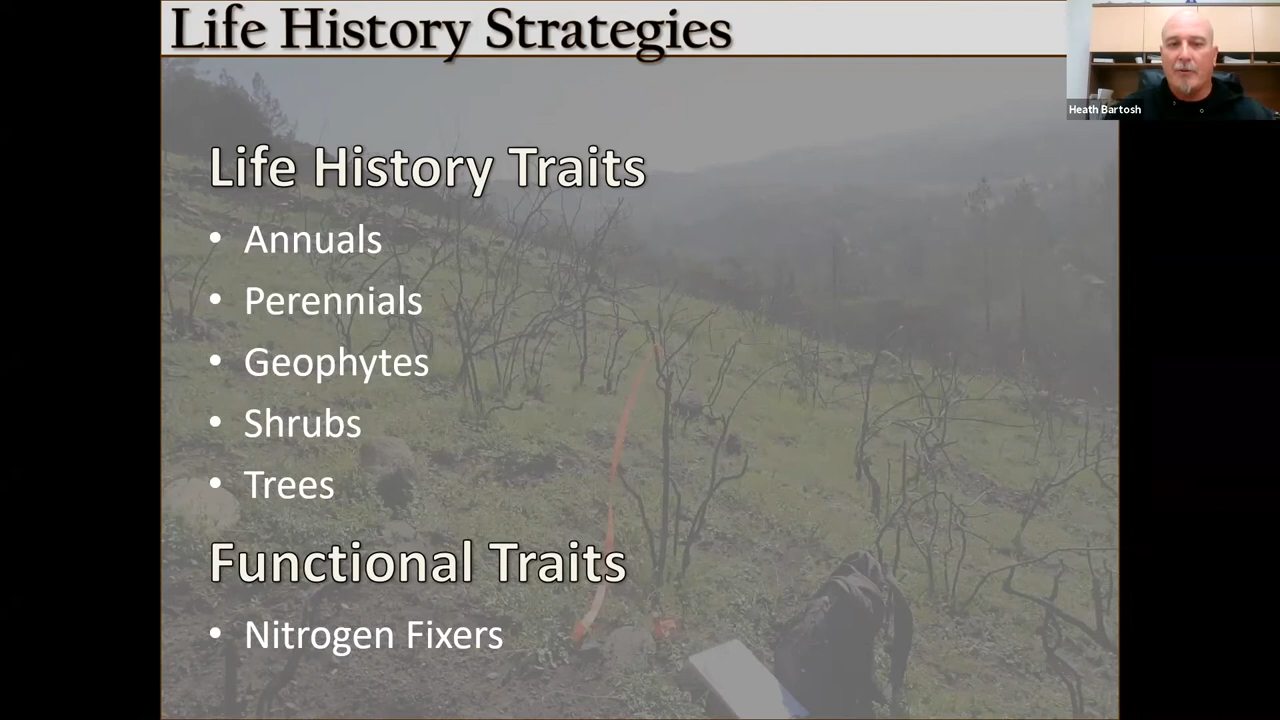 Life History Strategies
Heath Bartosh
Life History Traits
• Annuals
• Perennials
• Geophytes
• Shrubs
• Trees
Functional Traits
• Nitrogen Fixers